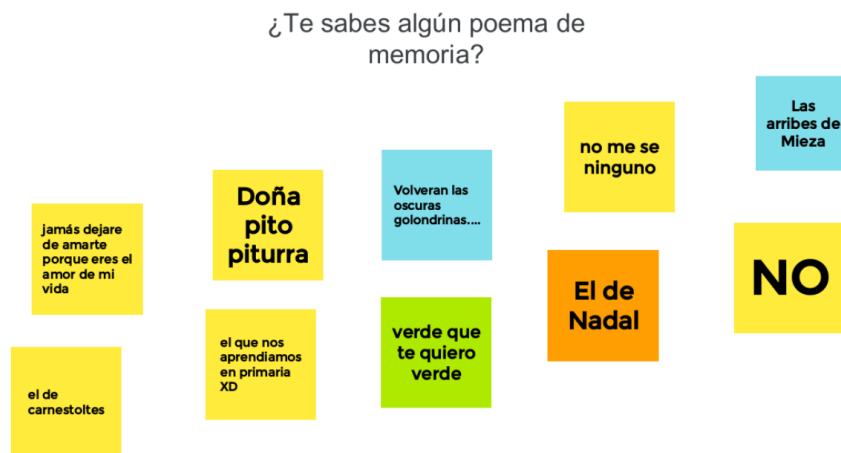 ¿Te sabes algún poema de
memoria?
Las
arribes de
Mieza
no me se
ninguno
Volveran las
oscuras
golondrinas....
Doña
pito
piturra
jamás dejare
de amarte
porque eres el
amor de mi
vida
NO
El de
Nadal
verde que
te quiero
verde
el que nos
aprendiamos
en primaria
XD
el de
carnestoltes